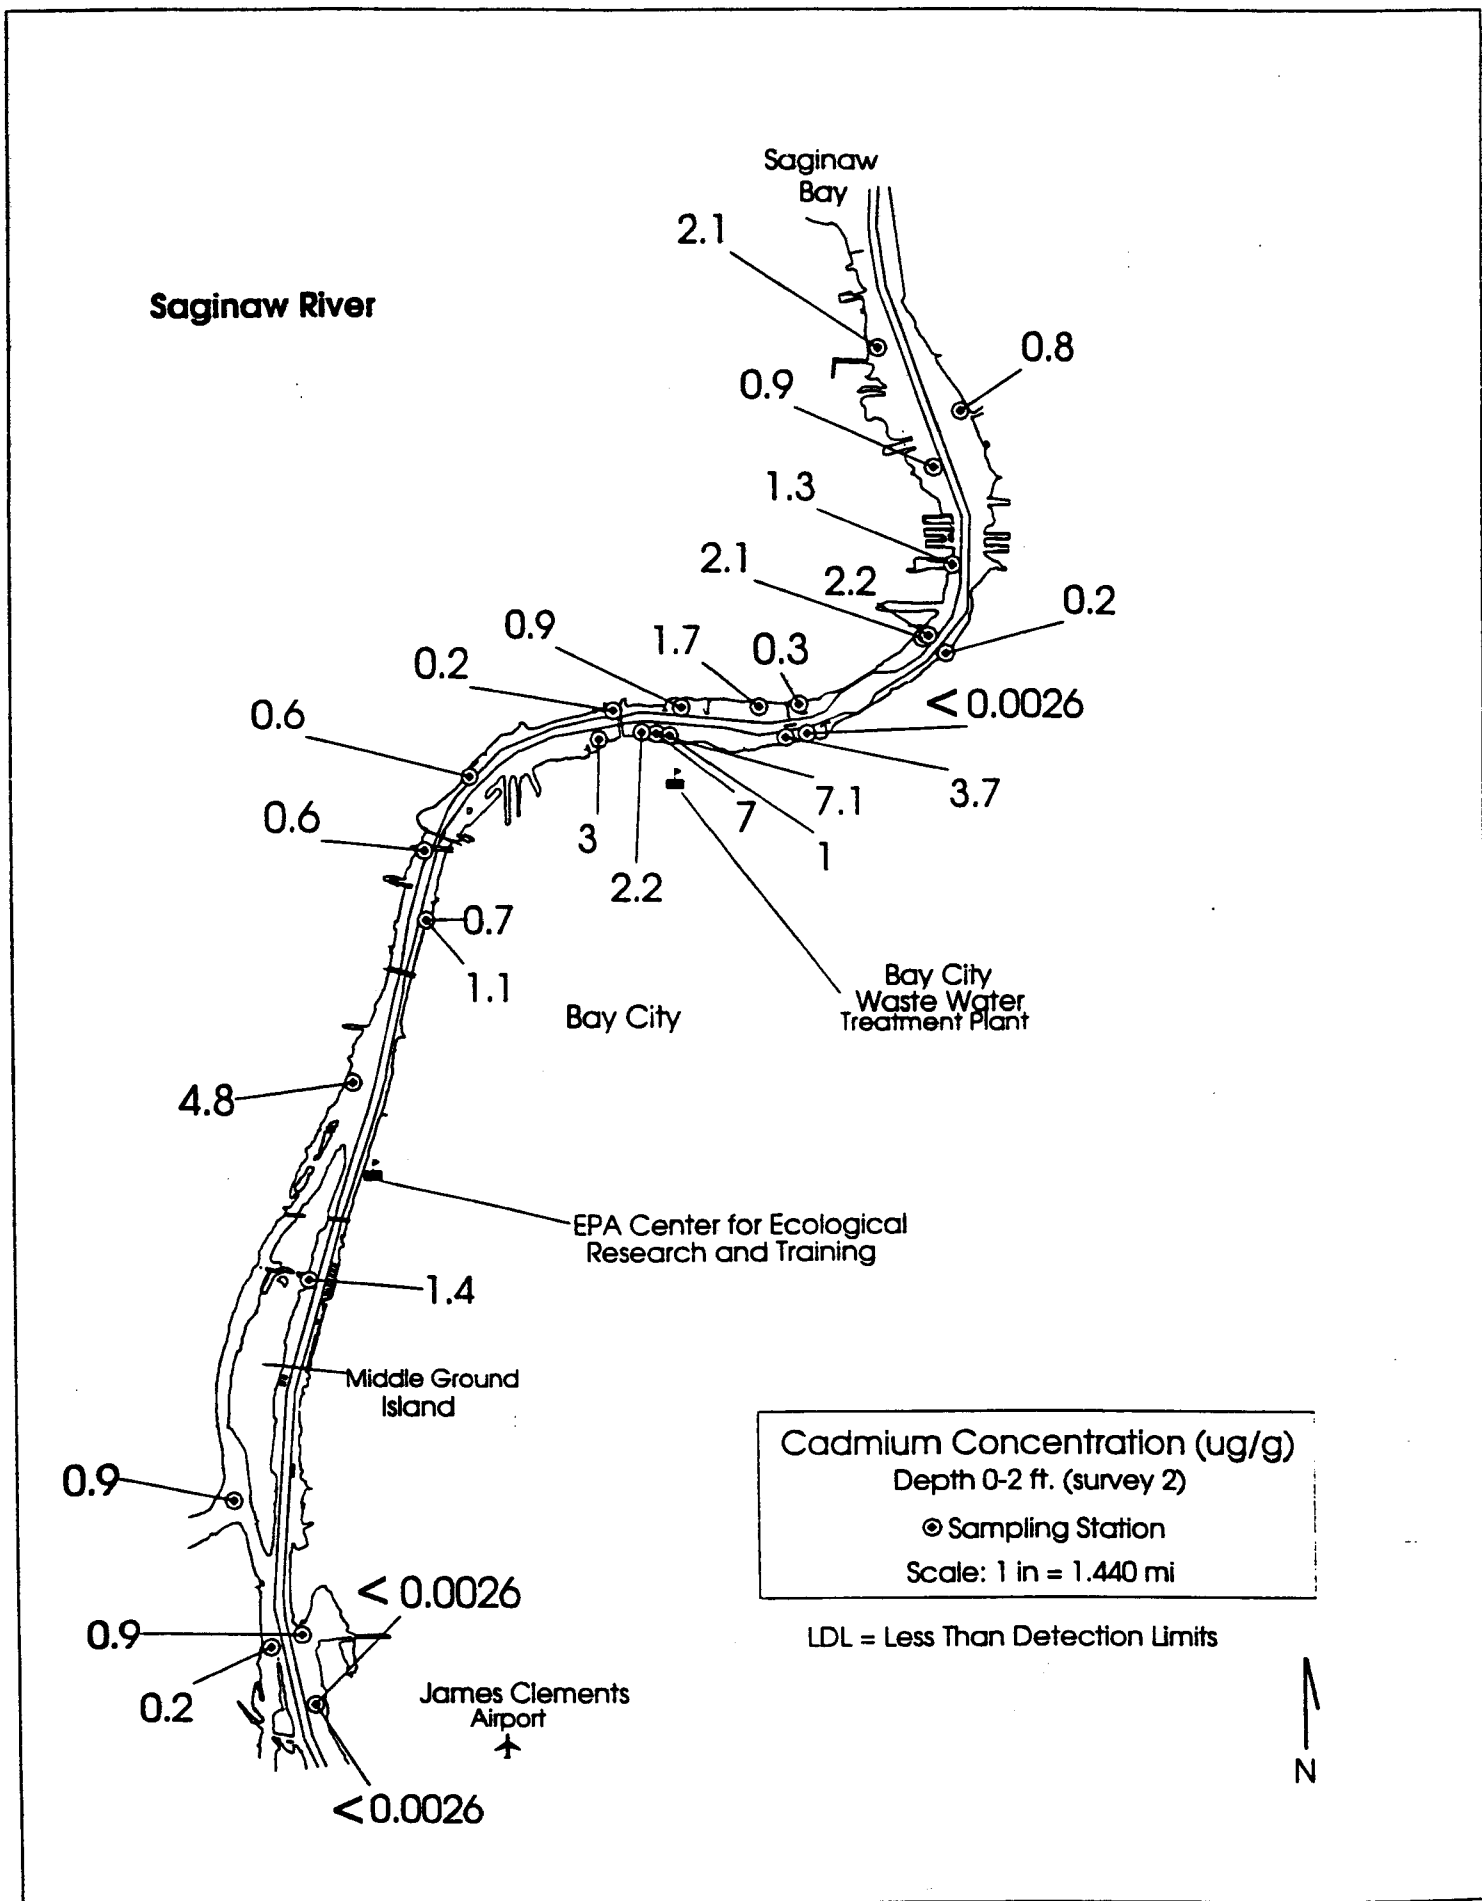 Saginaw
Bay
2.1
Saginaw River
0.8
0.9
1.3
2.1
2.2
0.2
0.9
1.7
0.3
0.2
< 0.0026
0.6
3.7
7.1
7
0.6
3
1
2.2
0.7
1.1
Bay City
Waste Water
Treatment Plant
Bay City
4.8
EPA Center for Ecological
Research and Training
1.4
Middle Ground
Island
Cadmium Concentration (ug/g)
Depth 0-2 ft. (survey 2)
Sampling Station
Scale: 1 in = 1.440 mi
0.9
< 0.0026
0.9
LDL = Less Than Detection Limits
0.2
James Clements
Airport
N
< 0.0026